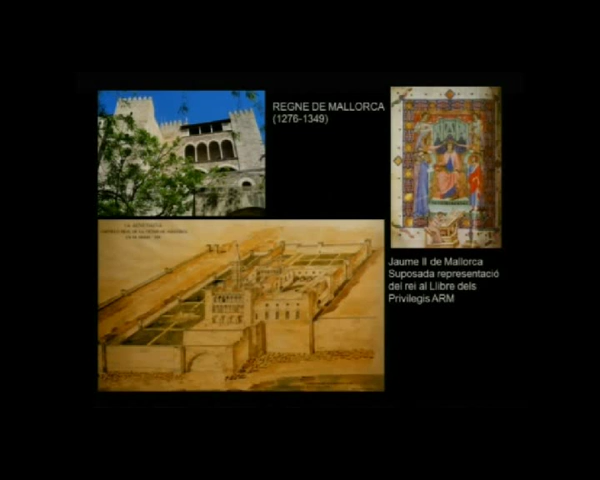 REGNE DE MALLORCA
(1276-1349)
Jaume II de Mallorca
Suposada representació
del rei al Llibre dels
Privilegis ARM